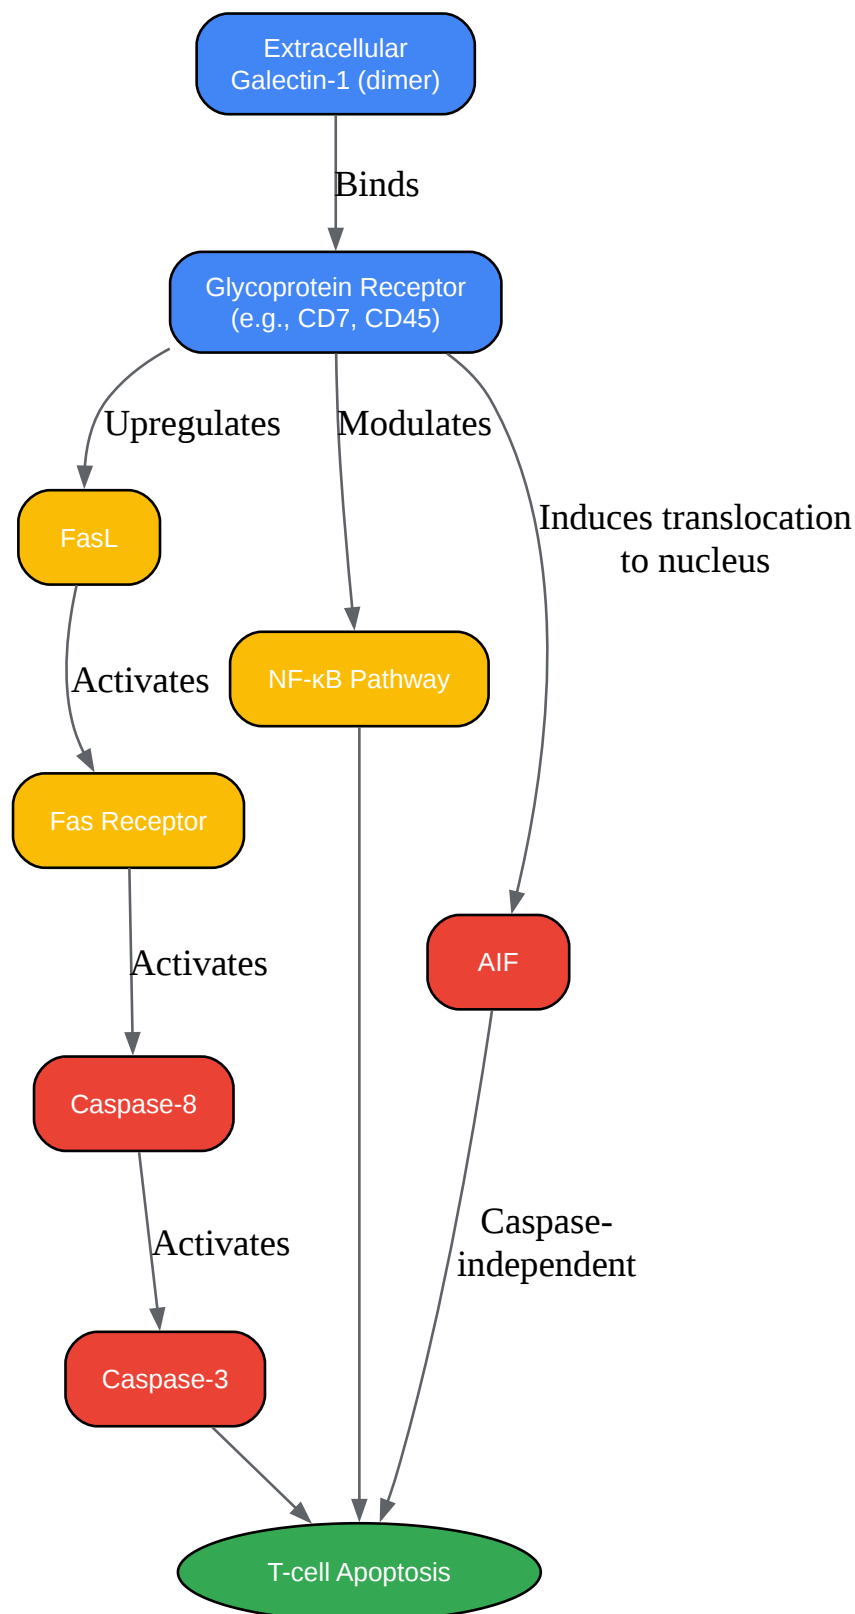 Extracellular
Galectin-1 (dimer)
Binds
Glycoprotein Receptor
(e.g., CD7, CD45)
Upregulates
Modulates
Induces translocation
to nucleus
FasL
Activates
NF-κB Pathway
Fas Receptor
Activates
AIF
Caspase-8
Caspase-
independent
Activates
Caspase-3
T-cell Apoptosis